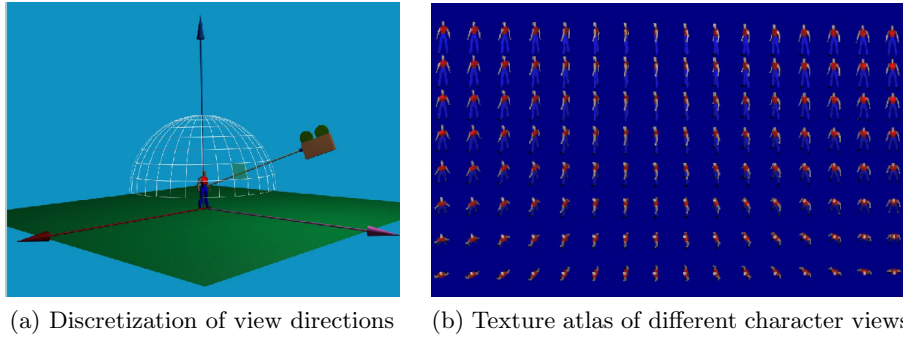 (a) Discretization of view directions
(b) Texture atlas of different character views